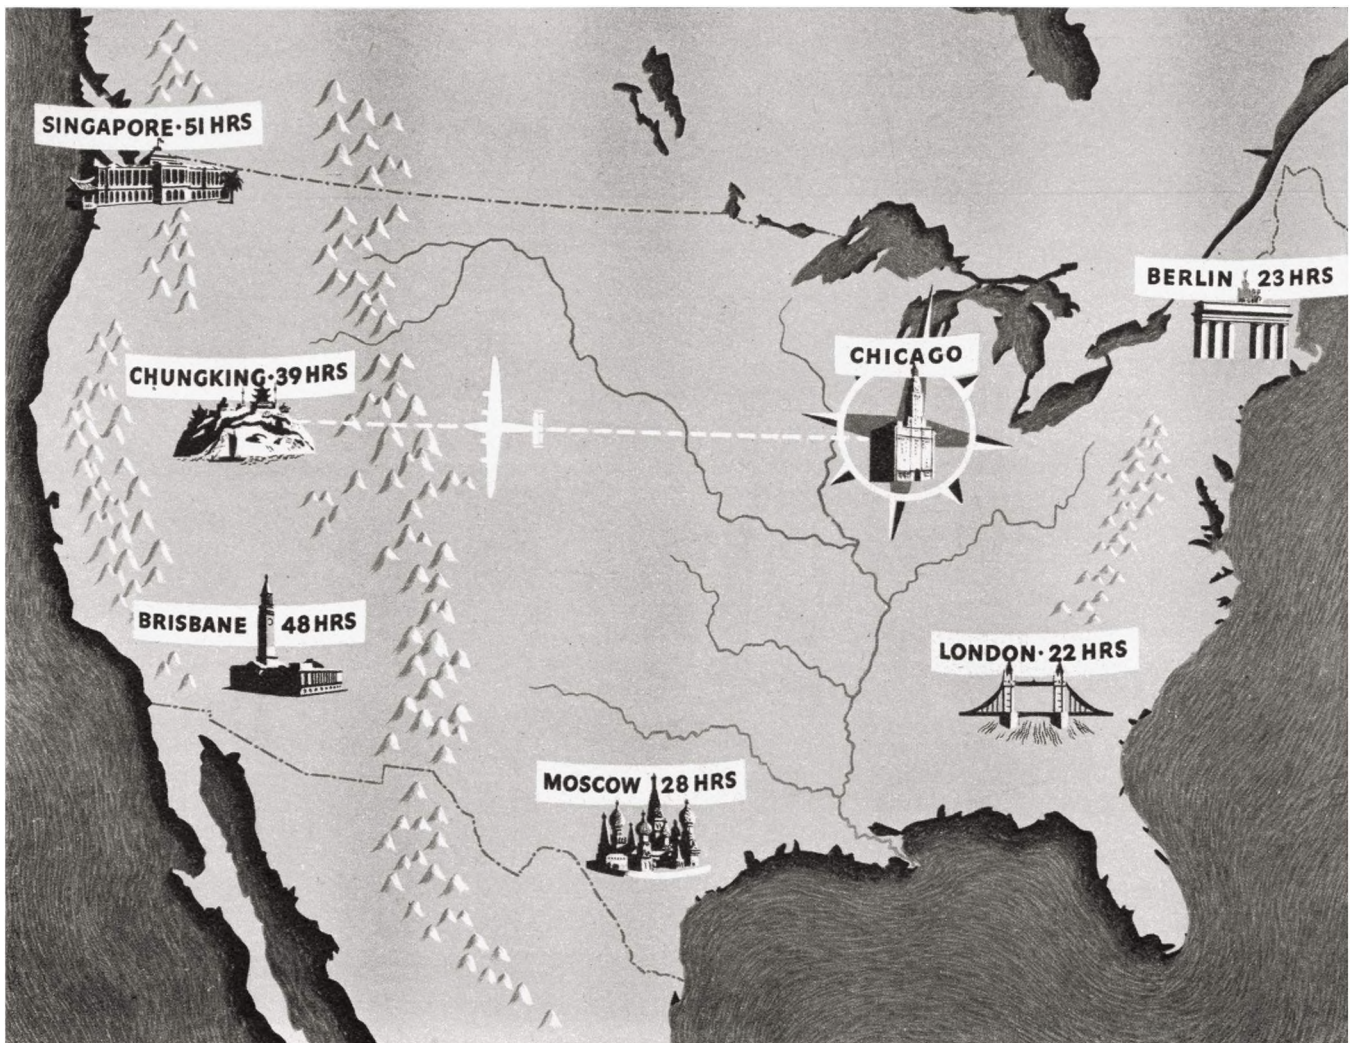 SINGAPORE·51 HRS
BERLIN 23 HRS
CHICAGO
CHUNGKING·39 HRS
BRISBANE 48 HRS
LONDON·22 HRS
MOSCOW 28 HRS